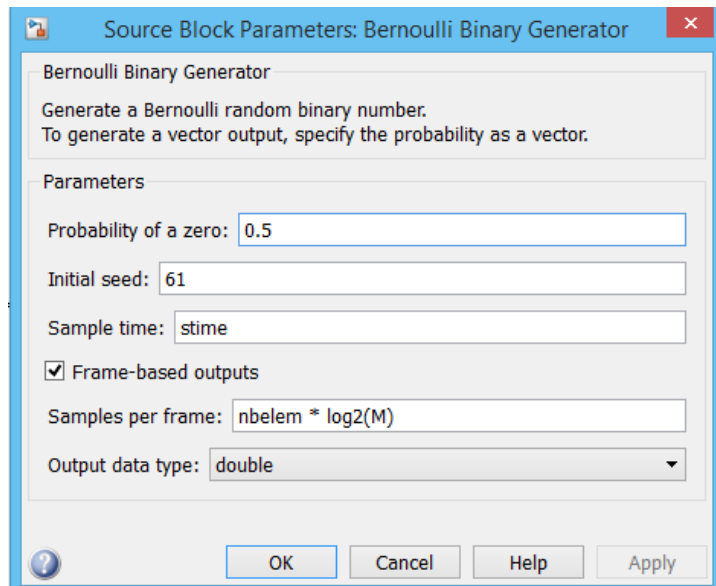 Source Block Parameters: Bernoulli Binary Generator
Bernoulli Binary Generator
Generate a Bernoulli random binary number.
To generate a vector output, specify the probability as a vector.
Parameters
Probability of a zero: 0.5
Initial seed: 61
Sample time: stime
Frame-based outputs
Samples per frame: nbelem * log2(M)
Output data type: double
OK Cancel Help Apply